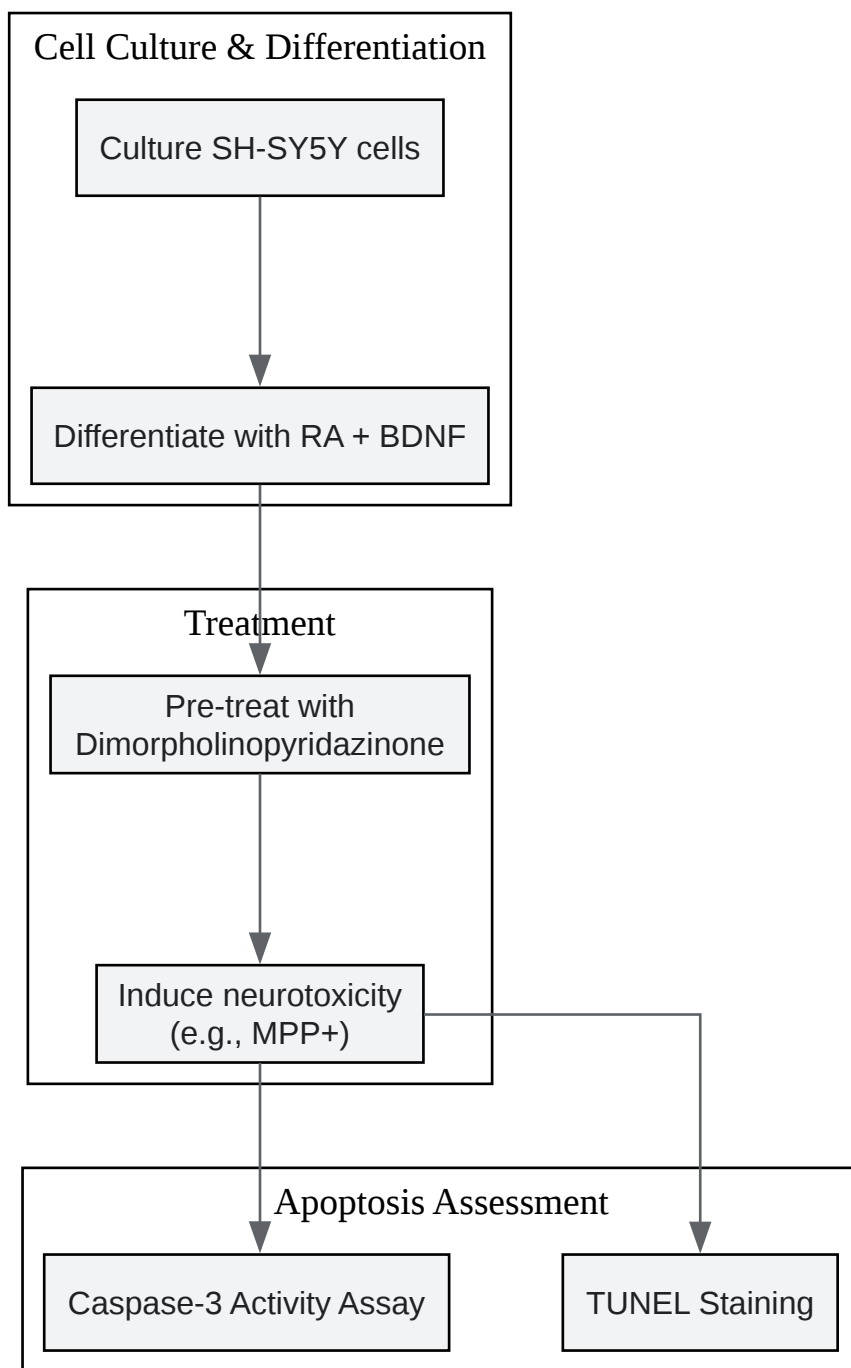 Cell Culture & Differentiation
Culture SH-SY5Y cells
Differentiate with RA + BDNF
Treatment
Pre-treat with
Dimorpholinopyridazinone
Induce neurotoxicity
(e.g., MPP+)
Apoptosis Assessment
Caspase-3 Activity Assay
TUNEL Staining